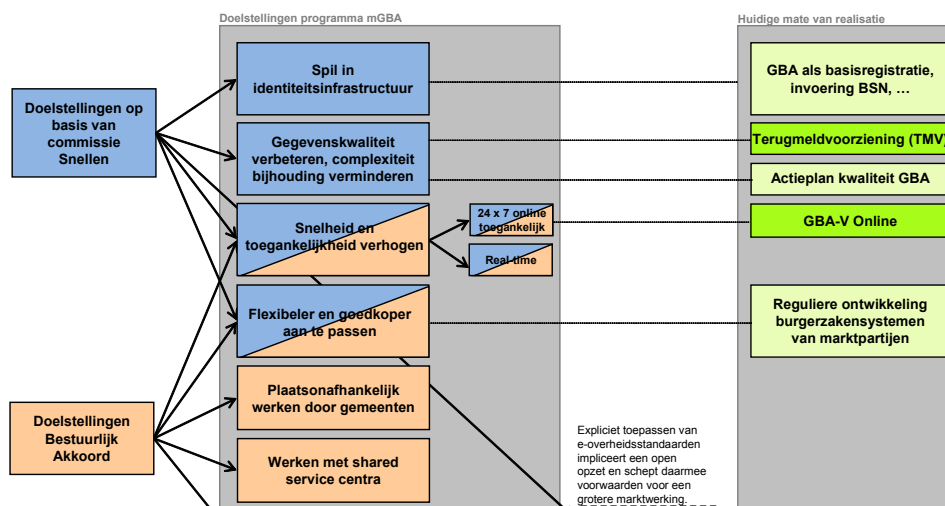 Doelstellingen programma mGBA
Huidige mate van realisatie
Doelstellingen op
basis van
commissie
Snellen
Spil in
identiteitsinfrastructuur
GBA als basisregistratie,
invoering BSN, …
Gegevenskwaliteit
verbeteren, complexiteit
bijhouding verminderen
Terugmeldvoorziening (TMV)
Actieplan kwaliteit GBA
Snelheid en
toegankelijkheid verhogen
24 x 7 online
toegankelijk
Real-time
GBA-V Online
Flexibeler en goedkoper
aan te passen
Reguliere ontwikkeling
burgerzakensystemen
van marktpartijen
Doelstellingen
Bestuurlijk
Akkoord
Plaatsonafhankelijk
werken door gemeenten
Werken met shared
service centra
Expliciet toepassen van
e-overheidsstandaarden
impliceert een open
opzet en schept daarmee
voorwaarden voor een
grotere marktwerking.